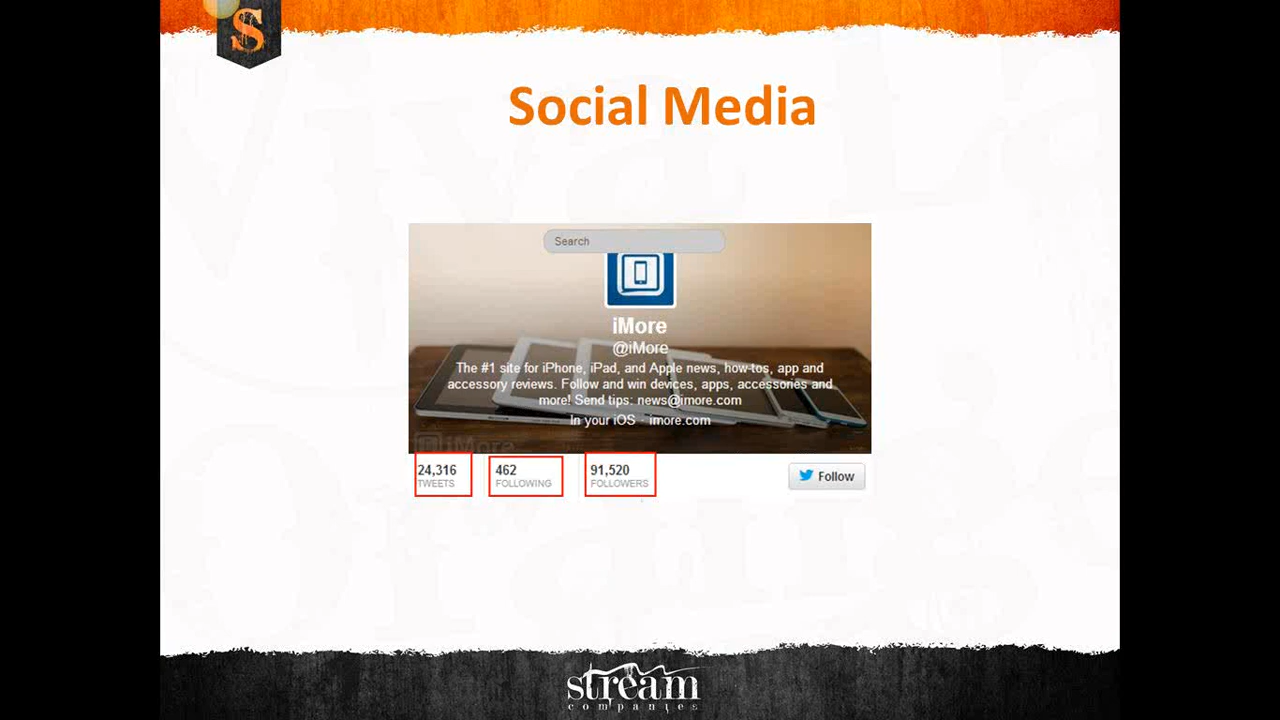 S
Social Media
Search
iMore
@iMore
The #1 site for iPhone, iPad, and Apple news, how-tos, app and
accessory reviews. Follow and win devices, apps, accessories and
more! Send tips: news@imore.com
In your iOS · imore.com
iMore
24,316
TWEETS
462
FOLLOWING
91,520
FOLLOWERS
Follow
stream
companies